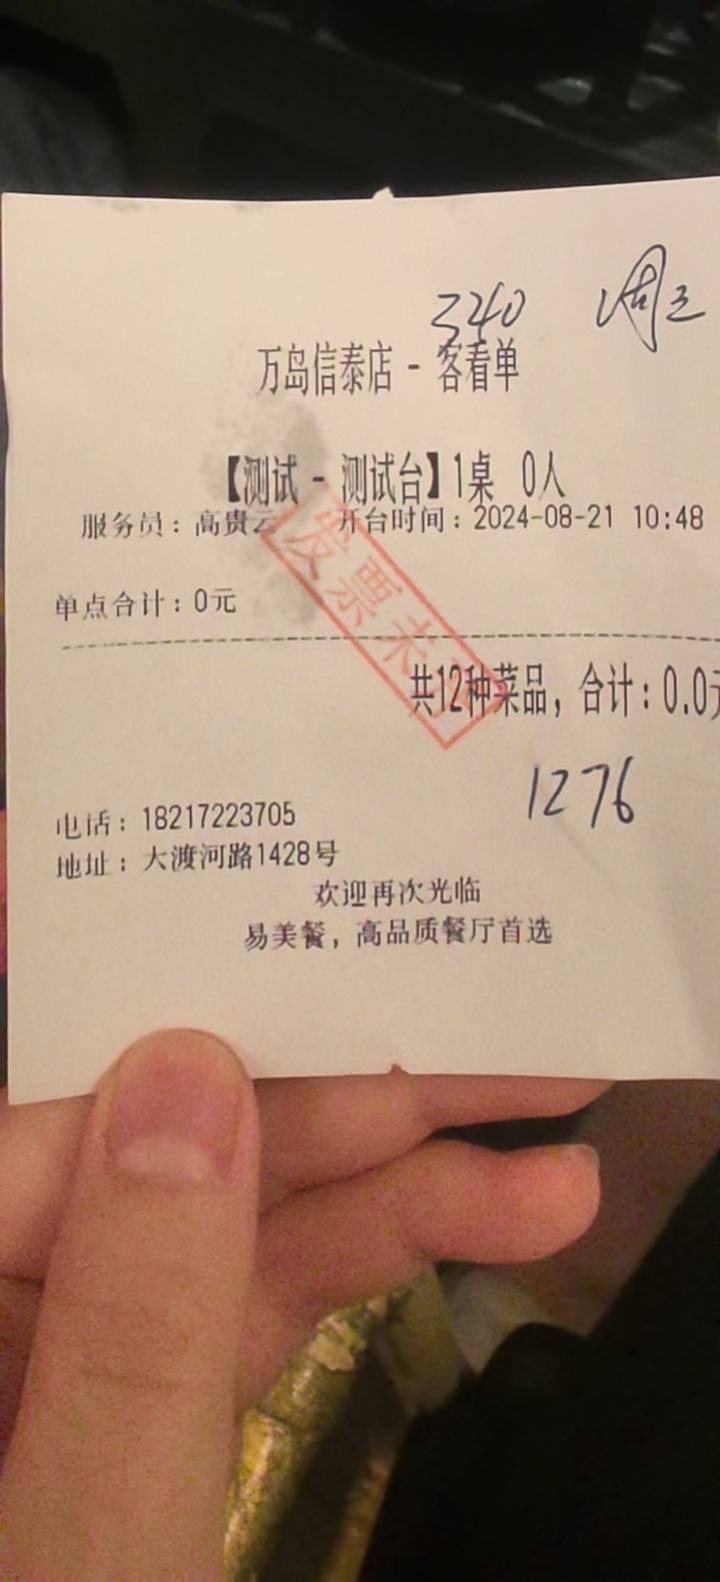 340 周三
万岛信泰店 - 客看单
【测试 - 测试台】1桌 0人
服务员：高贵云 开台时间：2024-08-21 10:48
单点合计：0元
发票未
共12种菜品，合计：0.0元
1276
电话：18217223705
地址：大渡河路1428号
欢迎再次光临
易美餐，高品质餐厅首选